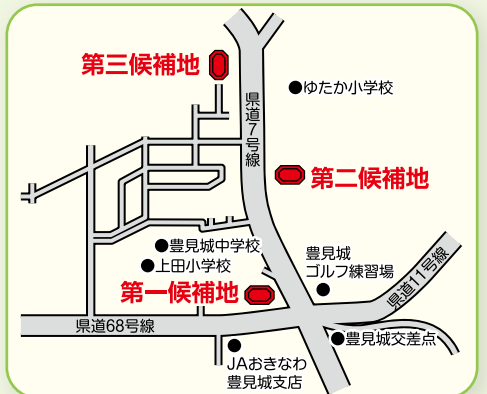 第三候補地
ゆたか小学校
県道7号線
第二候補地
豊見城中学校
上田小学校
豊見城
ゴルフ練習場
第一候補地
県道11号線
県道68号線
豊見城交差点
JAおきなわ
豊見城支店